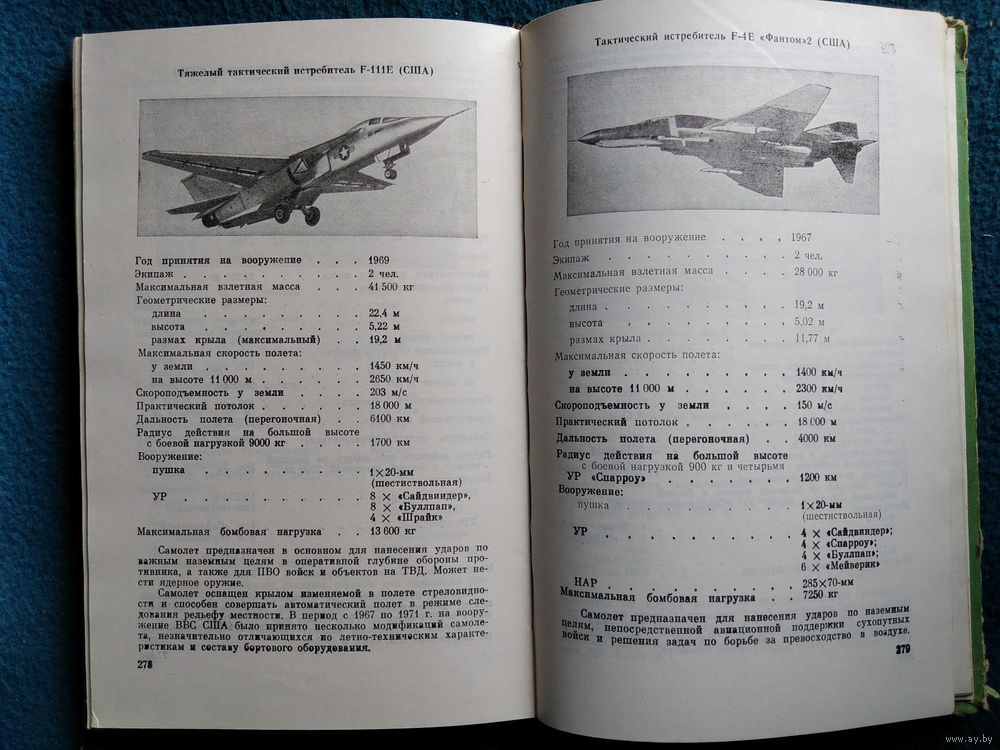 Тяжелый тактический истребитель F-111E (США)
Год принятия на вооружение . . . 1969
Экипаж . . . . . . . . . . . 2 чел.
Максимальная взлетная масса . . . 41 500 кг
Геометрические размеры:
длина . . . . . . . . . 22,4 м
высота . . . . . . . . . 5,22 м
размах крыла (максимальный) . . 19,2 м
Максимальная скорость полета:
у земли . . . . . . . . . 1450 км/ч
на высоте 11 000 м . . . . . . 2650 км/ч
Скороподъемность у земли . . . . 203 м/с
Практический потолок . . . . . . 18 000 м
Дальность полета (перегоночная) . . 6100 км
Радиус действия на большой высоте
с боевой нагрузкой 9000 кг . . . . 1700 км
Вооружение:
пушка . . . . . . . . . 1×20-мм
(шестиствольная)
УР . . . . . . . . . . 8 × «Сайдвиндер»,
8 × «Буллпап»,
4 × «Шрайк»
Максимальная бомбовая нагрузка . . 13 600 кг
Самолет предназначен в основном для нанесения ударов по
важным наземным целям в оперативной глубине обороны про-
тивника, а также для ПВО войск и объектов на ТВД. Может не-
сти ядерное оружие.
Самолет оснащен крылом изменяемой в полете стреловидно-
сти и способен совершать автоматический полет в режиме сле-
дования рельефу местности. В период с 1967 по 1971 г. на воору-
жение ВВС США было принято несколько модификаций самоле-
та, незначительно отличающихся по летно-техническим характе-
ристикам и составу бортового оборудования.
278
Тактический истребитель F-4E «Фантом»2 (США)
Год принятия на вооружение . . . . 1967
Экипаж . . . . . . . . . . . 2 чел.
Максимальная взлетная масса . . . . 28 000 кг
Геометрические размеры:
длина . . . . . . . . . . 19,2 м
высота . . . . . . . . . 5,02 м
размах крыла . . . . . . . . 11,77 м
Максимальная скорость полета:
у земли . . . . . . . . . 1400 км/ч
на высоте 11 000 м . . . . . . 2300 км/ч
Скороподъемность у земли . . . . 150 м/с
Практический потолок . . . . . . 18 000 м
Дальность полета (перегоночная) . . 4000 км
Радиус действия на большой высоте
с боевой нагрузкой 900 кг и четырьмя
УР «Спарроу» . . . . . . . . 1200 км
Вооружение:
пушка . . . . . . . . . 1×20-мм
(шестиствольная)
УР . . . . . . . . . . 4 × «Сайдвиндер»;
4 × «Спарроу»;
4 × «Буллпап»;
6 × «Мейверик»
НАР . . . . . . . . . . 285×70-мм
Максимальная бомбовая нагрузка . . 7250 кг
Самолет предназначен для нанесения ударов по наземным
целям, непосредственной авиационной поддержки сухопутных
войск и решения задач по борьбе за превосходство в воздухе.
379
www.ay.by